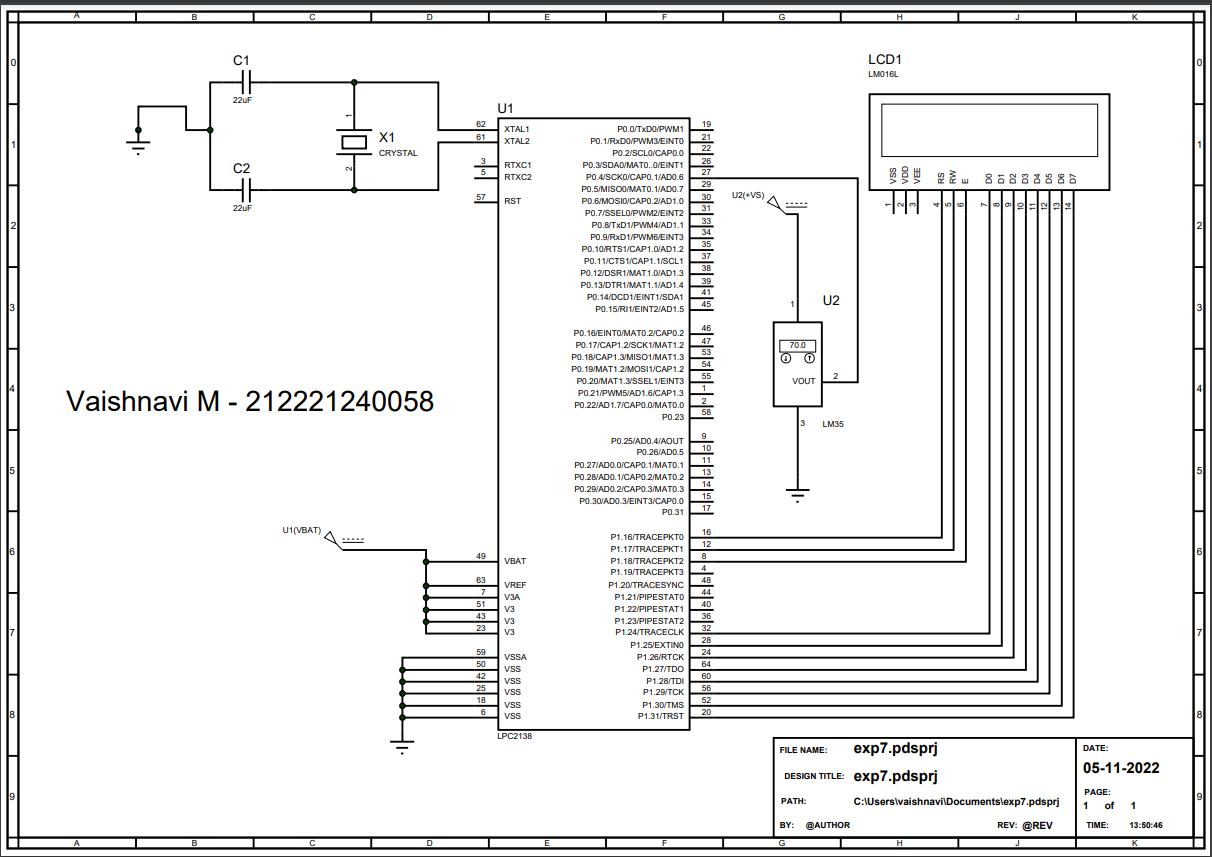 A B C D E F G H J K
0 0
1 1
2 2
3 3
4 4
5 5
6 6
7 7
8 8
9 9
C1
22uF
C2
22uF
X1
CRYSTAL
1
2
U1
62 XTAL1
61 XTAL2
3 RTXC1
5 RTXC2
57 RST
49 VBAT
63 VREF
7 V3A
51 V3
43 V3
23 V3
59 VSSA
50 VSS
42 VSS
25 VSS
18 VSS
6 VSS
P0.0/TxD0/PWM1 19
P0.1/RxD0/PWM3/EINT0 21
P0.2/SCL0/CAP0.0 22
P0.3/SDA0/MAT0..0/EINT1 26
P0.4/SCK0/CAP0.1/AD0.6 27
P0.5/MISO0/MAT0.1/AD0.7 29
P0.6/MOSI0/CAP0.2/AD1.0 30
P0.7/SSEL0/PWM2/EINT2 31
P0.8/TxD1/PWM4/AD1.1 33
P0.9/RxD1/PWM6/EINT3 34
P0.10/RTS1/CAP1.0/AD1.2 35
P0.11/CTS1/CAP1.1/SCL1 37
P0.12/DSR1/MAT1.0/AD1.3 38
P0.13/DTR1/MAT1.1/AD1.4 39
P0.14/DCD1/EINT1/SDA1 41
P0.15/RI1/EINT2/AD1.5 45
P0.16/EINT0/MAT0.2/CAP0.2 46
P0.17/CAP1.2/SCK1/MAT1.2 47
P0.18/CAP1.3/MISO1/MAT1.3 53
P0.19/MAT1.2/MOSI1/CAP1.2 54
P0.20/MAT1.3/SSEL1/EINT3 55
P0.21/PWM5/AD1.6/CAP1.3 1
P0.22/AD1.7/CAP0.0/MAT0.0 2
P0.23 58
P0.25/AD0.4/AOUT 9
P0.26/AD0.5 10
P0.27/AD0.0/CAP0.1/MAT0.1 11
P0.28/AD0.1/CAP0.2/MAT0.2 13
P0.29/AD0.2/CAP0.3/MAT0.3 14
P0.30/AD0.3/EINT3/CAP0.0 15
P0.31 17
P1.16/TRACEPKT0 16
P1.17/TRACEPKT1 12
P1.18/TRACEPKT2 8
P1.19/TRACEPKT3 4
P1.20/TRACESYNC 48
P1.21/PIPESTAT0 44
P1.22/PIPESTAT1 40
P1.23/PIPESTAT2 36
P1.24/TRACECLK 32
P1.25/EXTIN0 28
P1.26/RTCK 24
P1.27/TDO 64
P1.28/TDI 60
P1.29/TCK 56
P1.30/TMS 52
P1.31/TRST 20
LPC2138
LCD1
LM016L
VSS VDD VEE RS RW E D0 D1 D2 D3 D4 D5 D6 D7
1 2 3 4 5 6 7 8 9 10 11 12 13 14
U2(+VS)
1
U2
70.0
VOUT 2
3
LM35
Vaishnavi M - 212221240058
U1(VBAT)
FILE NAME: exp7.pdsprj
DESIGN TITLE: exp7.pdsprj
PATH: C:\Users\vaishnavi\Documents\exp7.pdsprj
BY: @AUTHOR REV: @REV
DATE:
05-11-2022
PAGE:
1 of 1
TIME: 13:50:46
A B C D E F G H J K